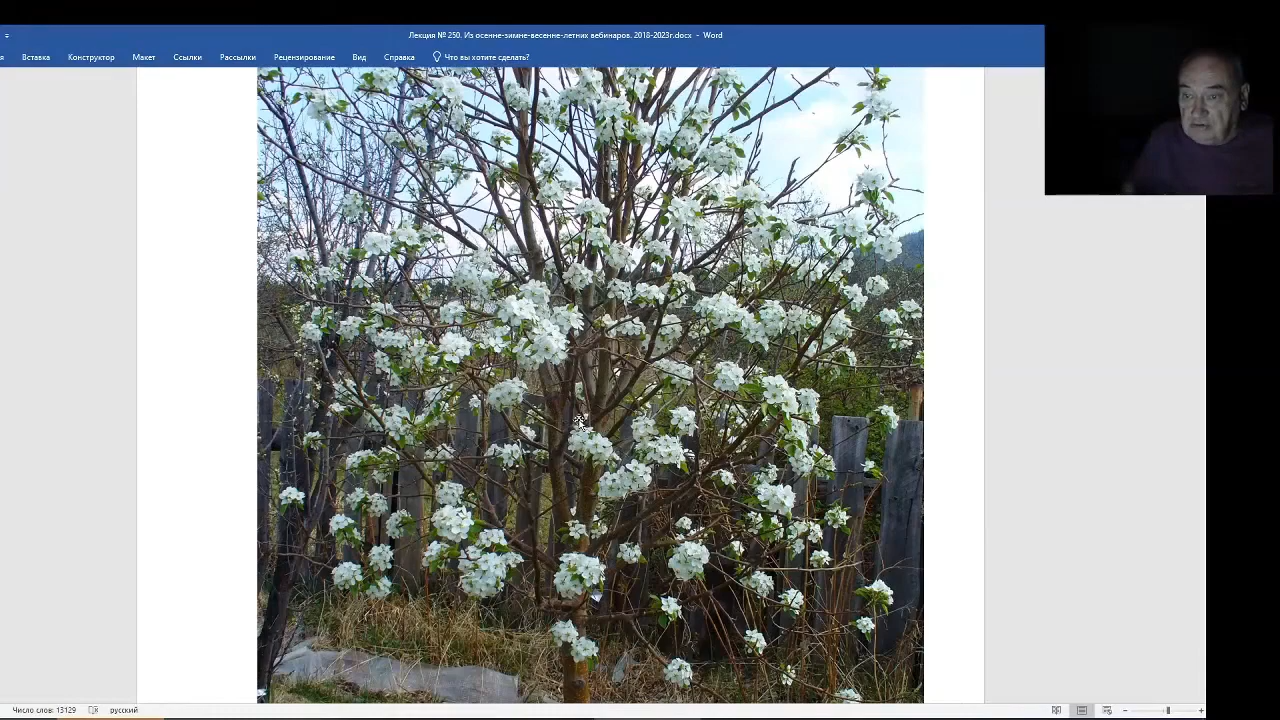 Лекция № 250. Из осенне-зимне-весенне-летних вебинаров. 2018-2023г.docx - Word
я Вставка Конструктор Макет Ссылки Рассылки Рецензирование Вид Справка Что вы хотите сделать?
Число слов: 13129 русский